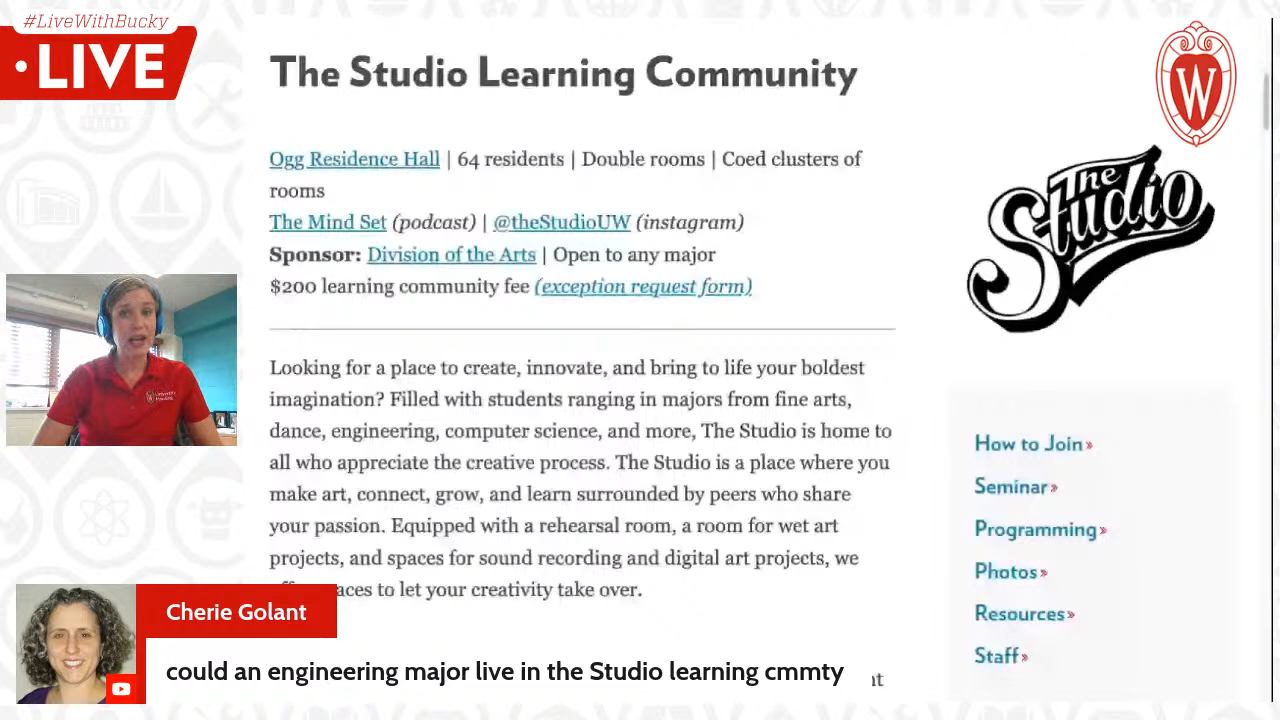 #LiveWithBucky
LIVE
The Studio Learning Community
W
The Studio
Ogg Residence Hall | 64 residents | Double rooms | Coed clusters of
rooms
The Mind Set (podcast) | @theStudioUW (instagram)
Sponsor: Division of the Arts | Open to any major
$200 learning community fee (exception request form)
Looking for a place to create, innovate, and bring to life your boldest
imagination? Filled with students ranging in majors from fine arts,
dance, engineering, computer science, and more, The Studio is home to
all who appreciate the creative process. The Studio is a place where you
make art, connect, grow, and learn surrounded by peers who share
your passion. Equipped with a rehearsal room, a room for wet art
projects, and spaces for sound recording and digital art projects, we
to let your creativity take over.
How to Join»
Seminar»
Programming»
Photos»
Resources»
Staff»
Cherie Golant
could an engineering major live in the Studio learning cmmty